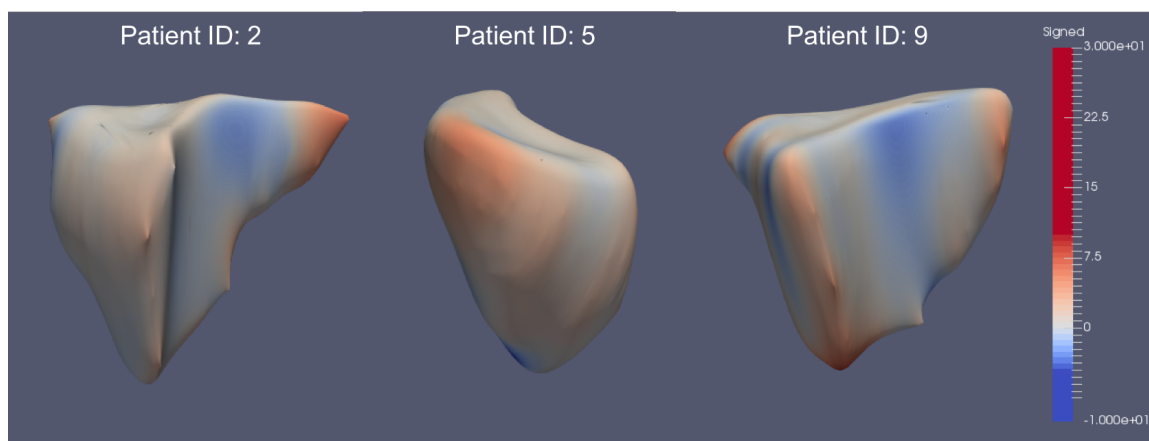 Patient ID: 2
Patient ID: 5
Patient ID: 9
Signed
3.000e+01
22.5
15
7.5
0
-1.000e+01